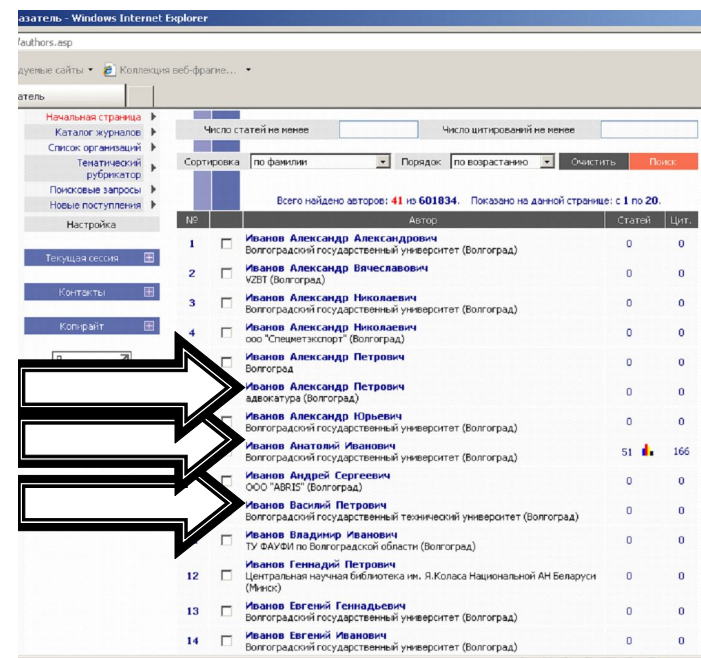 азатель - Windows Internet Explorer
/authors.asp
дуемые сайты Коллекция веб-фрагме...
атель
Начальная страница
Каталог журналов
Список организаций
Тематический
рубрикатор
Поисковые запросы
Новые поступления
Настройка
Текущая сессия
Контакты
Копирайт
Число статей не менее Число цитирований не менее
Сортировка по фамилии Порядок по возрастанию Очистить Поиск
Всего найдено авторов: 41 из 601834. Показано на данной странице: с 1 по 20.
№ Автор Статей Цит.
1 Иванов Александр Александрович 0 0
Волгоградский государственный университет (Волгоград)
2 Иванов Александр Вячеславович 0 0
VZBT (Волгоград)
3 Иванов Александр Николаевич 0 0
Волгоградский государственный университет (Волгоград)
4 Иванов Александр Николаевич 0 0
ооо "Спецметэкспорт" (Волгоград)
Иванов Александр Петрович 0 0
Волгоград
Иванов Александр Петрович 0 0
адвокатура (Волгоград)
Иванов Александр Юрьевич 0 0
Волгоградский государственный университет (Волгоград)
Иванов Анатолий Иванович 51 166
Волгоградский государственный университет (Волгоград)
Иванов Андрей Сергеевич 0 0
ООО "ABRIS" (Волгоград)
Иванов Василий Петрович 0 0
Волгоградский государственный технический университет (Волгоград)
Иванов Владимир Иванович 0 0
ТУ ФАУФИ по Волгоградской области (Волгоград)
12 Иванов Геннадий Петрович 0 0
Центральная научная библиотека им. Я.Коласа Национальной АН Беларуси
(Минск)
13 Иванов Евгений Геннадьевич 0 0
Волгоградский государственный университет (Волгоград)
14 Иванов Евгений Иванович 0 0
Волгоградский государственный университет (Волгоград)